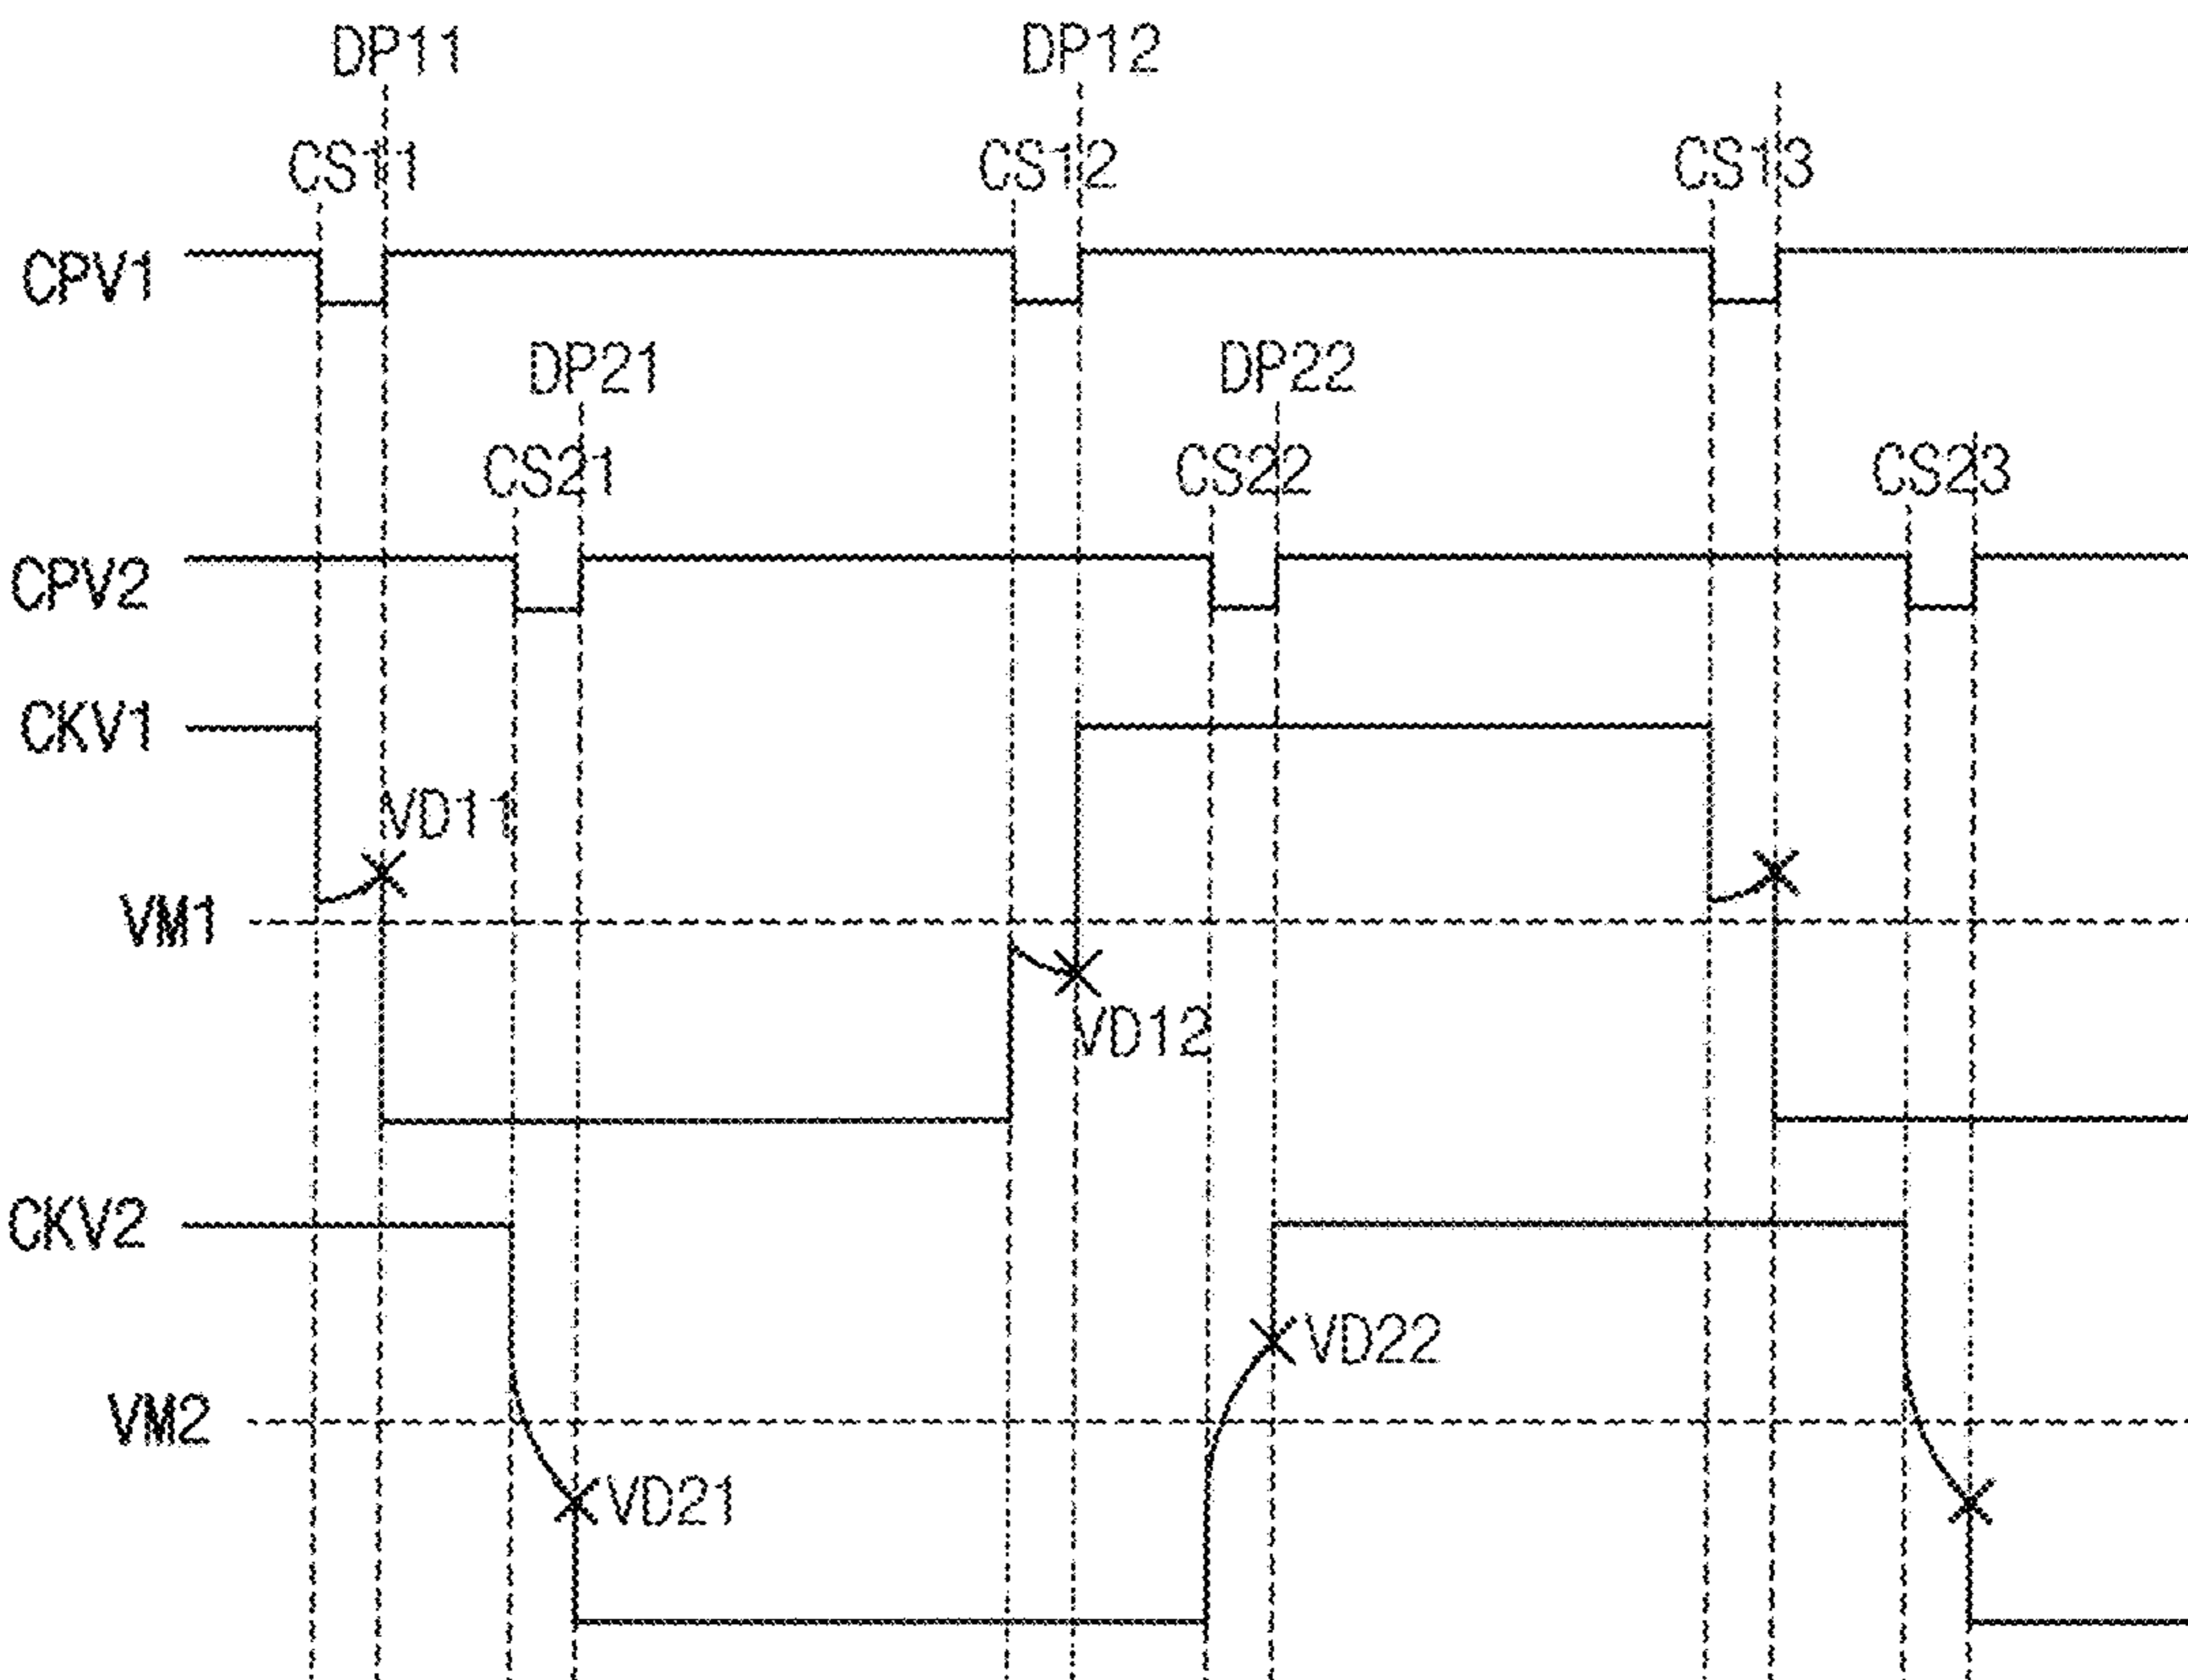 DP11 DP12
CS11 CS12 CS13
CPV1
DP21 DP22
CS21 CS22 CS23
CPV2
CKV1
VD11
VM1
VD12
CKV2
VD22
VM2
VD21